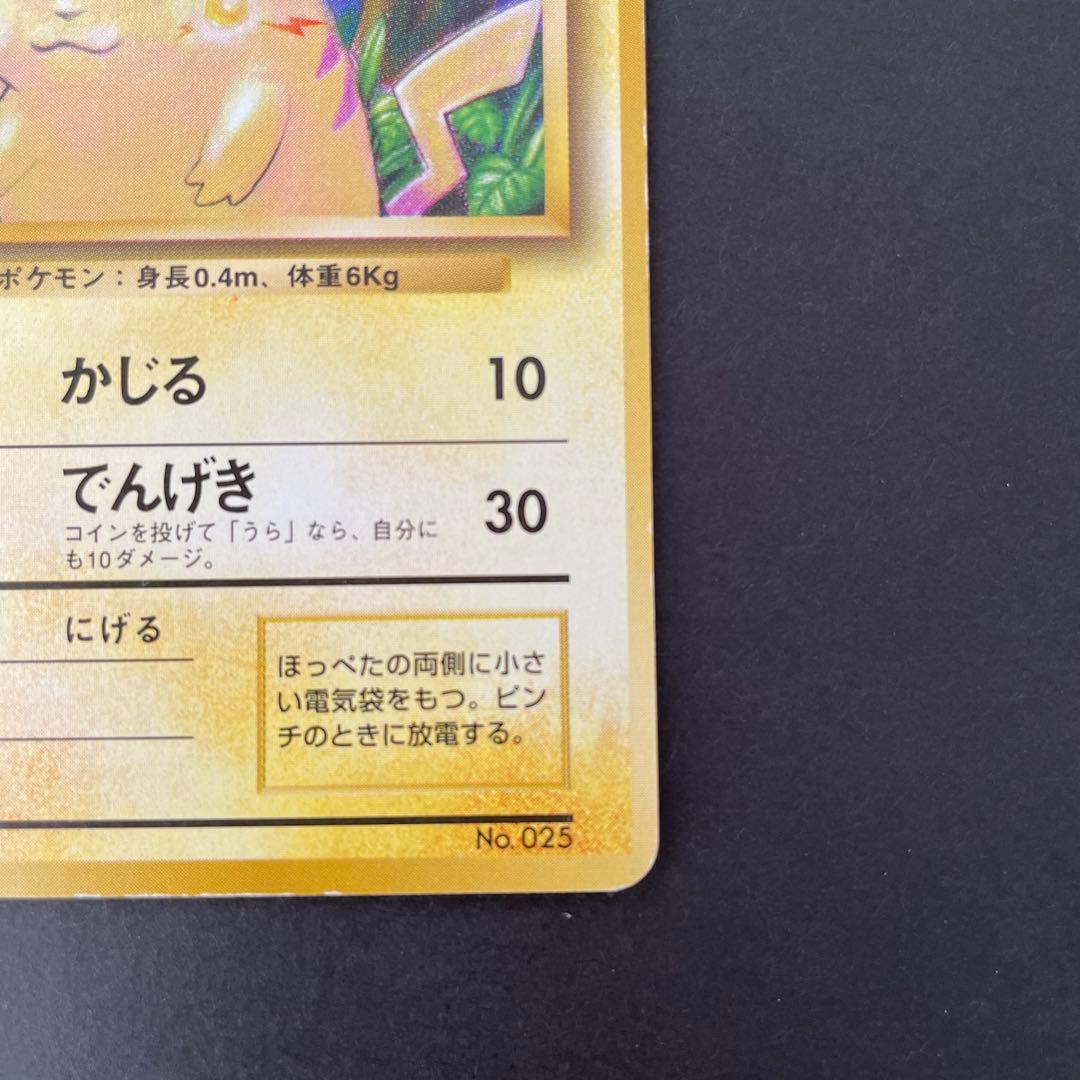 ポケモン：身長0.4m、体重6Kg
かじる 10
でんげき 30
コインを投げて「うら」なら、自分に
も10ダメージ。
にげる
ほっぺたの両側に小さ
い電気袋をもつ。ピン
チのときに放電する。
No. 025